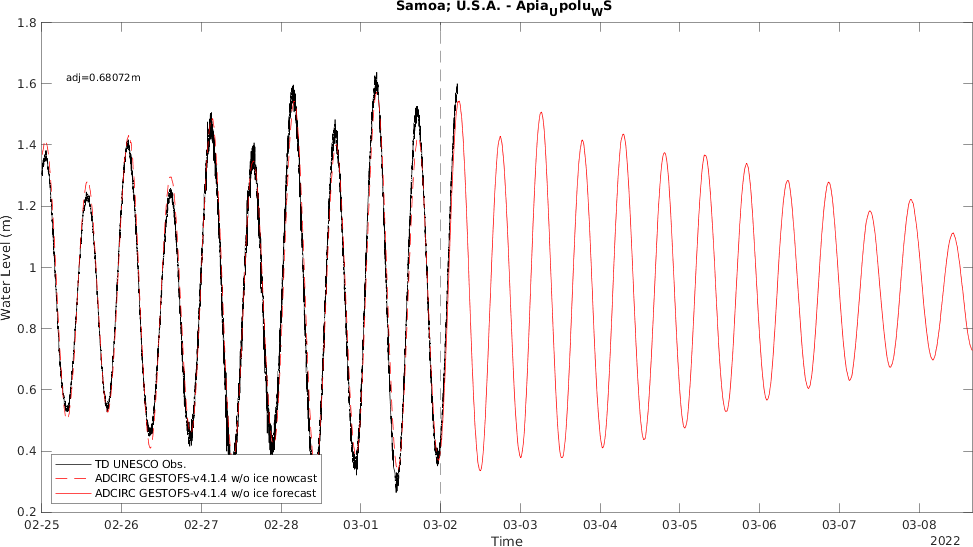 Samoa; U.S.A. - ApiaUpoluWS
1.8
1.6
1.4
1.2
1
0.8
0.6
0.4
0.2
Water Level (m)
adj=0.68072m
TD UNESCO Obs.
ADCIRC GESTOFS-v4.1.4 w/o ice nowcast
ADCIRC GESTOFS-v4.1.4 w/o ice forecast
02-25 02-26 02-27 02-28 03-01 03-02 03-03 03-04 03-05 03-06 03-07 03-08
Time
2022